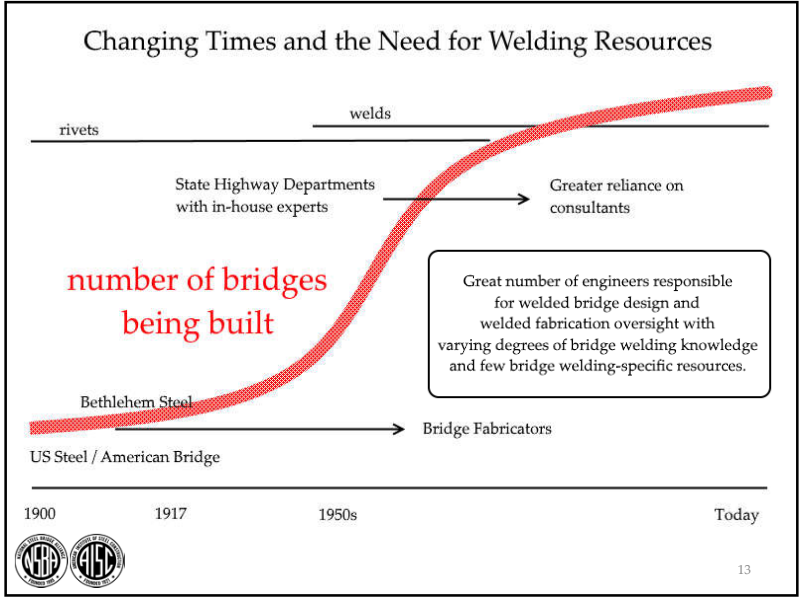 Changing Times and the Need for Welding Resources
welds
rivets
State Highway Departments
with in-house experts
Greater reliance on
consultants
number of bridges
being built
Great number of engineers responsible
for welded bridge design and
welded fabrication oversight with
varying degrees of bridge welding knowledge
and few bridge welding-specific resources.
Bethlehem Steel
Bridge Fabricators
US Steel / American Bridge
1900
1917
1950s
Today
NSBA
AISC
13